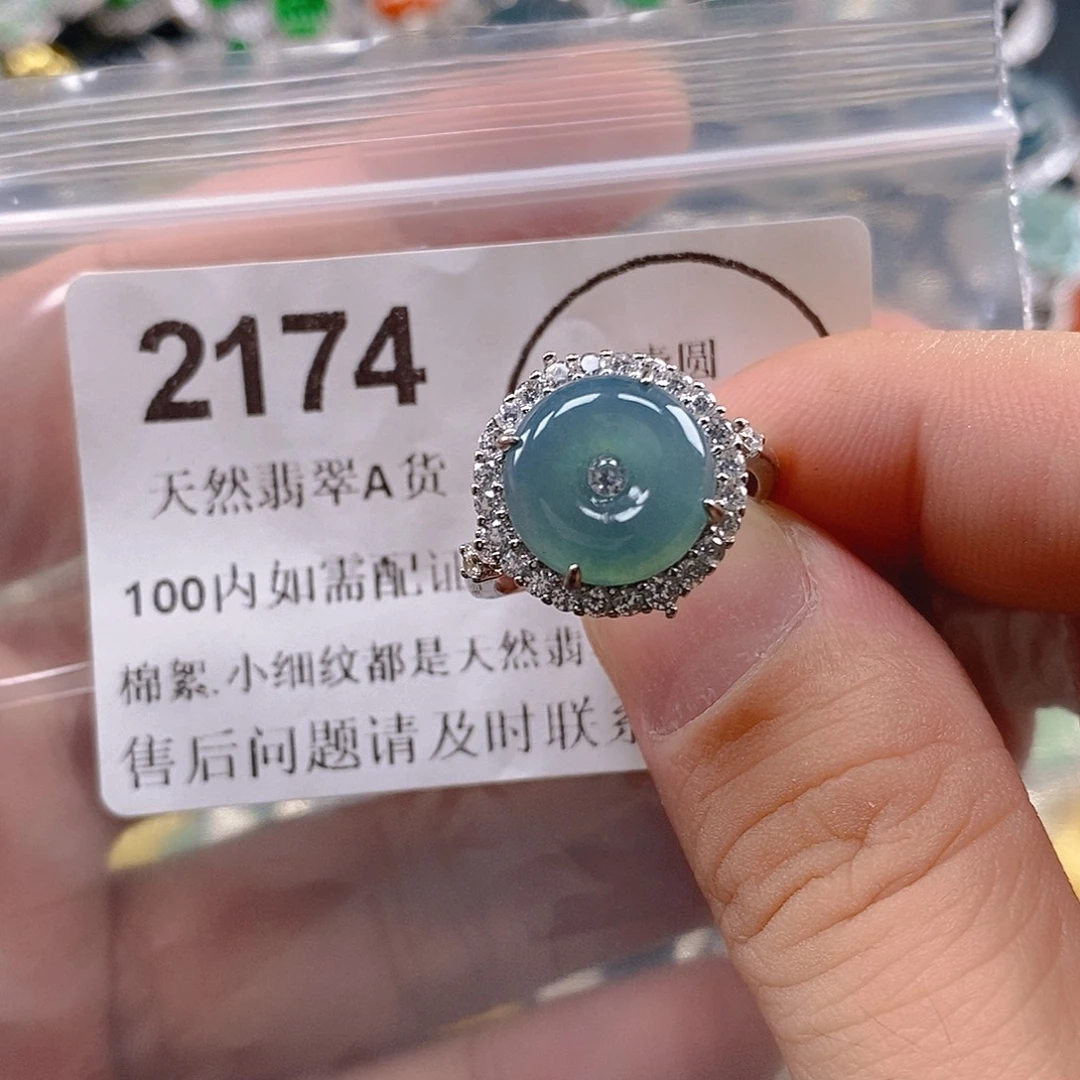 2174
圆
天然翡翠A货
100内如需配证
棉絮.小细纹都是天然翡
售后问题请及时联系